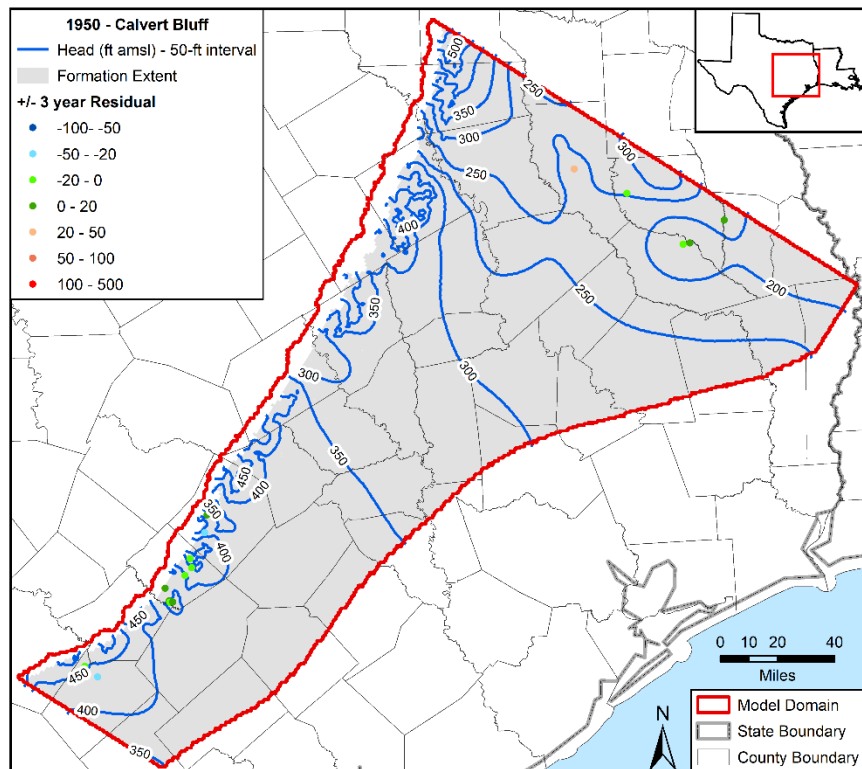 1950 - Calvert Bluff
Head (ft amsl) - 50-ft interval
Formation Extent
+/- 3 year Residual
-100- -50
-50 - -20
-20 - 0
0 - 20
20 - 50
50 - 100
100 - 500
500
350
300
250
250
300
400
250
200
350
300
300
250
350
450
400
350
400
450
450
400
350
0 10 20 40
Miles
N
Model Domain
State Boundary
County Boundary